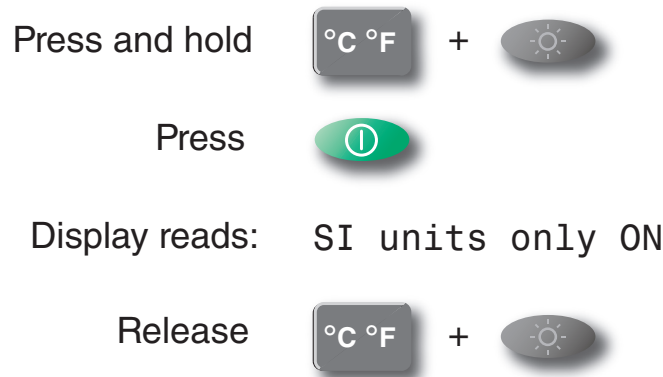 Press and hold °C °F +
Press
Display reads: SI units only ON
Release °C °F +